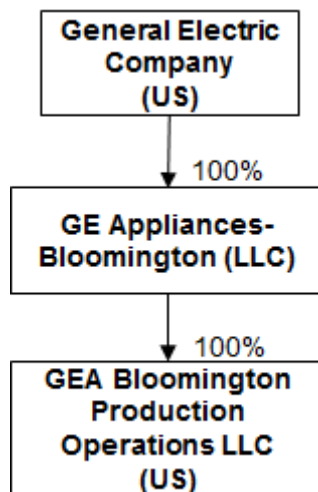 General Electric
Company
(US)
100%
GE Appliances-
Bloomington (LLC)
100%
GEA Bloomington
Production
Operations LLC
(US)